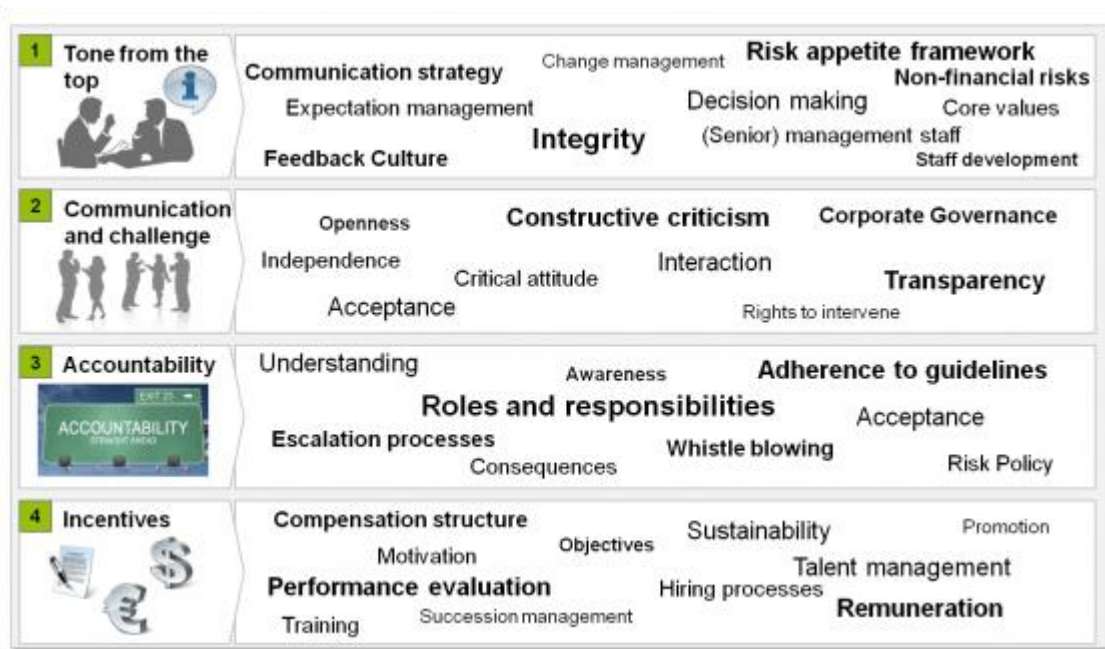 1
Tone from the
top
Communication strategy
Change management
Risk appetite framework
Non-financial risks
Expectation management
Decision making
Core values
Integrity
(Senior) management staff
Feedback Culture
Staff development
2
Communication
and challenge
Openness
Constructive criticism
Corporate Governance
Independence
Critical attitude
Interaction
Transparency
Acceptance
Rights to intervene
3
Accountability
EXIT 25
ACCOUNTABILITY
STRAIGHT AHEAD
Understanding
Awareness
Adherence to guidelines
Roles and responsibilities
Acceptance
Escalation processes
Whistle blowing
Consequences
Risk Policy
4
Incentives
Compensation structure
Sustainability
Promotion
Motivation
Objectives
Talent management
Performance evaluation
Hiring processes
Remuneration
Training
Succession management